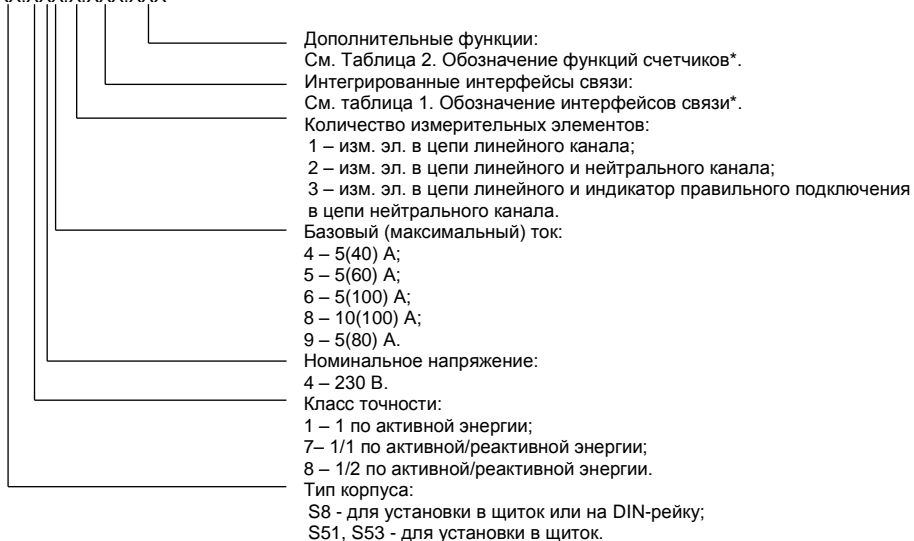 Дополнительные функции:
См. Таблица 2. Обозначение функций счетчиков*.
Интегрированные интерфейсы связи:
См. таблица 1. Обозначение интерфейсов связи*.
Количество измерительных элементов:
1 – изм. эл. в цепи линейного канала;
2 – изм. эл. в цепи линейного и нейтрального канала;
3 – изм. эл. в цепи линейного и индикатор правильного подключения
в цепи нейтрального канала.
Базовый (максимальный) ток:
4 – 5(40) А;
5 – 5(60) А;
6 – 5(100) А;
8 – 10(100) А;
9 – 5(80) А.
Номинальное напряжение:
4 – 230 В.
Класс точности:
1 – 1 по активной энергии;
7– 1/1 по активной/реактивной энергии;
8 – 1/2 по активной/реактивной энергии.
Тип корпуса:
S8 - для установки в щиток или на DIN-рейку;
S51, S53 - для установки в щиток.